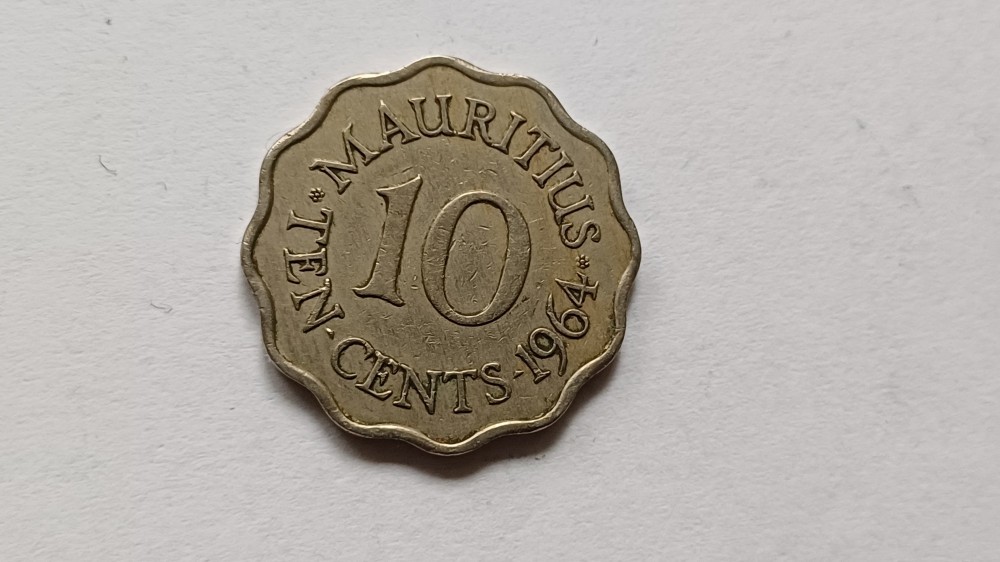 * MAURITIUS *
10
TEN · CENTS · 1964